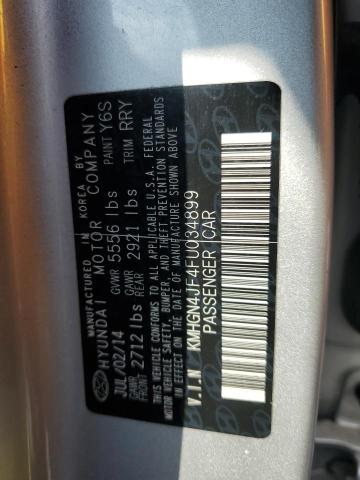 MANUFACTURED IN KOREA BY
HYUNDAI MOTOR COMPANY
JUL/02/14 GVWR 5556 lbs PAINT Y6S
GAWR FRONT 2712 lbs GAWR REAR 2921 lbs TRIM RRY
THIS VEHICLE CONFORMS TO ALL APPLICABLE U.S.A. FEDERAL
MOTOR VEHICLE SAFETY, BUMPER, AND THEFT PREVENTION
STANDARDS IN EFFECT ON THE DATE OF MANUFACTURE SHOWN ABOVE.
V.I.N KMHGN4JF4FU034899
PASSENGER CAR